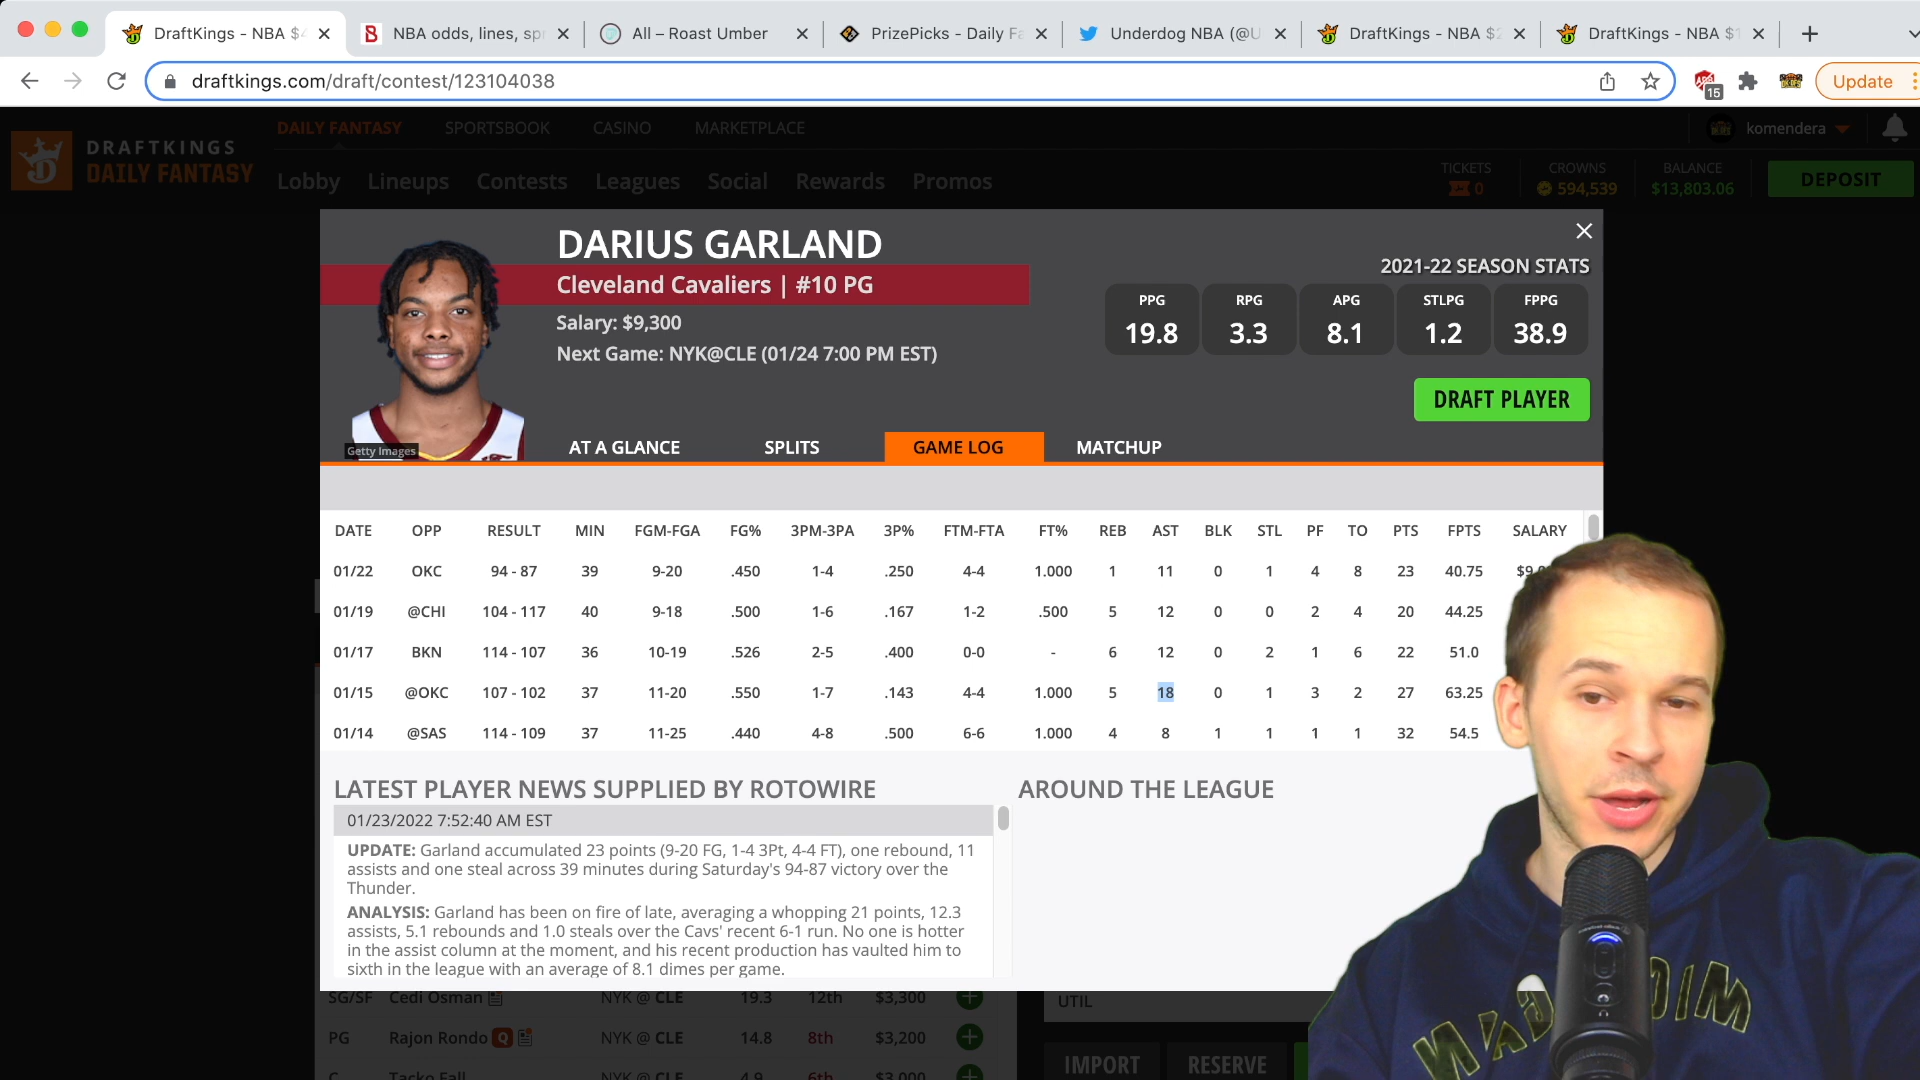 DraftKings - NBA $4
NBA odds, lines, spr
All – Roast Umber
PrizePicks - Daily Fa
Underdog NBA (@U
DraftKings - NBA $2
DraftKings - NBA $1
draftkings.com/draft/contest/123104038
15
Update
DRAFTKINGS
DAILY FANTASY
DAILY FANTASY SPORTSBOOK CASINO MARKETPLACE
komendera
Lobby Lineups Contests Leagues Social Rewards Promos
TICKETS
0
CROWNS
594,539
BALANCE
$13,803.06
DEPOSIT
DARIUS GARLAND
Cleveland Cavaliers | #10 PG
Salary: $9,300
Next Game: NYK@CLE (01/24 7:00 PM EST)
Getty Images
2021-22 SEASON STATS
PPG RPG APG STLPG FPPG
19.8 3.3 8.1 1.2 38.9
DRAFT PLAYER
AT A GLANCE SPLITS GAME LOG MATCHUP
DATE OPP RESULT MIN FGM-FGA FG% 3PM-3PA 3P% FTM-FTA FT% REB AST BLK STL PF TO PTS FPTS SALARY
01/22 OKC 94 - 87 39 9-20 .450 1-4 .250 4-4 1.000 1 11 0 1 4 8 23 40.75
01/19 @CHI 104 - 117 40 9-18 .500 1-6 .167 1-2 .500 5 12 0 0 2 4 20 44.25
01/17 BKN 114 - 107 36 10-19 .526 2-5 .400 0-0 - 6 12 0 2 1 6 22 51.0
01/15 @OKC 107 - 102 37 11-20 .550 1-7 .143 4-4 1.000 5 18 0 1 3 2 27 63.25
01/14 @SAS 114 - 109 37 11-25 .440 4-8 .500 6-6 1.000 4 8 1 1 1 1 32 54.5
LATEST PLAYER NEWS SUPPLIED BY ROTOWIRE
AROUND THE LEAGUE
01/23/2022 7:52:40 AM EST
UPDATE: Garland accumulated 23 points (9-20 FG, 1-4 3Pt, 4-4 FT), one rebound, 11
assists and one steal across 39 minutes during Saturday's 94-87 victory over the
Thunder.
ANALYSIS: Garland has been on fire of late, averaging a whopping 21 points, 12.3
assists, 5.1 rebounds and 1.0 steals over the Cavs' recent 6-1 run. No one is hotter
in the assist column at the moment, and his recent production has vaulted him to
sixth in the league with an average of 8.1 dimes per game.
SG/SF Cedi Osman NYK @ CLE 19.3 12th $3,300
UTIL
PG Rajon Rondo Q NYK @ CLE 14.8 8th $3,200
IMPORT RESERVE
C Tacko Fall NYK @ CLE 4.9 6th $3,000